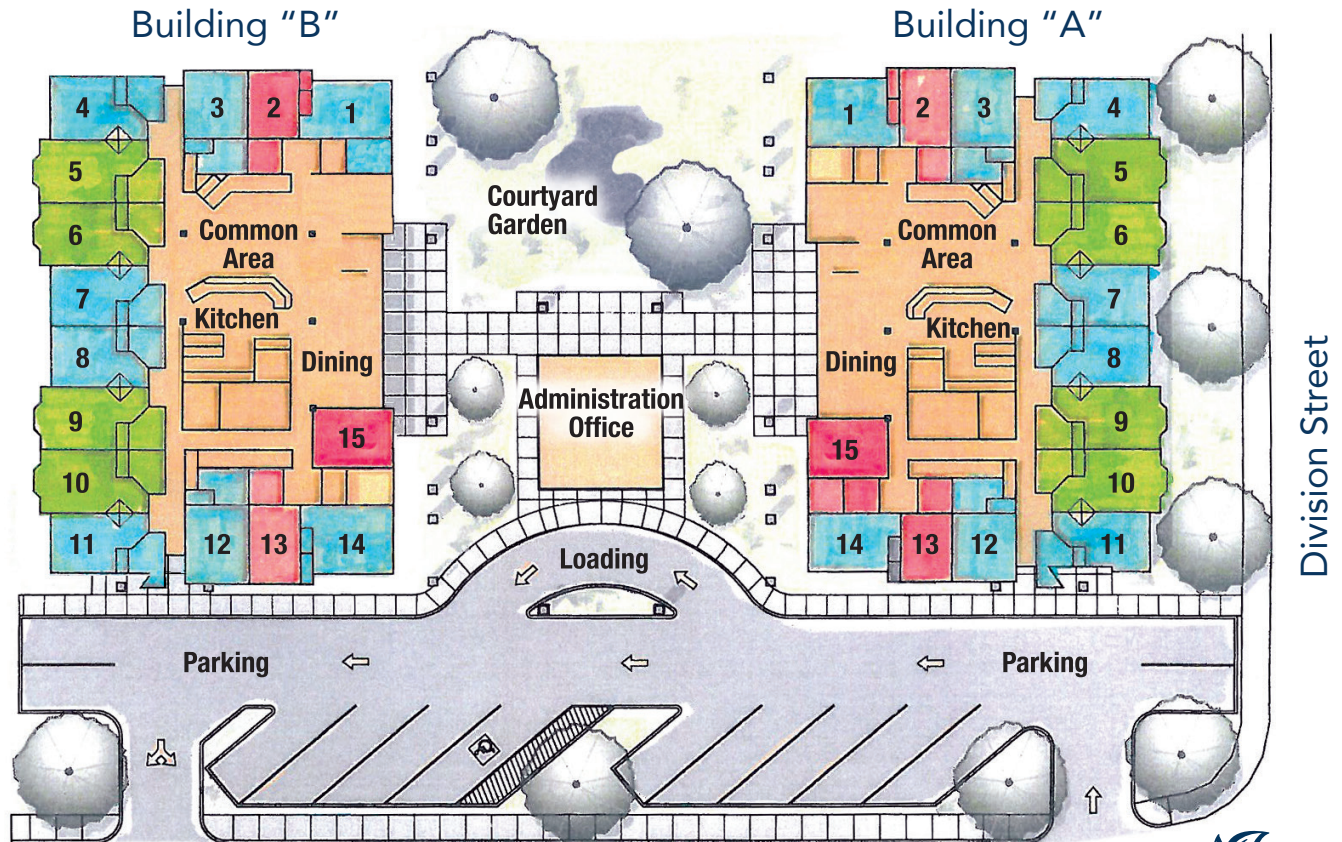 Building “B”
Building “A”
4
3
2
1
5
6
Common
Area
7
Kitchen
8
Dining
9
15
10
11
12
13
14
Courtyard
Garden
Administration
Office
Loading
1
2
3
4
5
6
Common
Area
7
Kitchen
8
Dining
9
15
10
14
13
12
11
Division Street
Parking
Parking